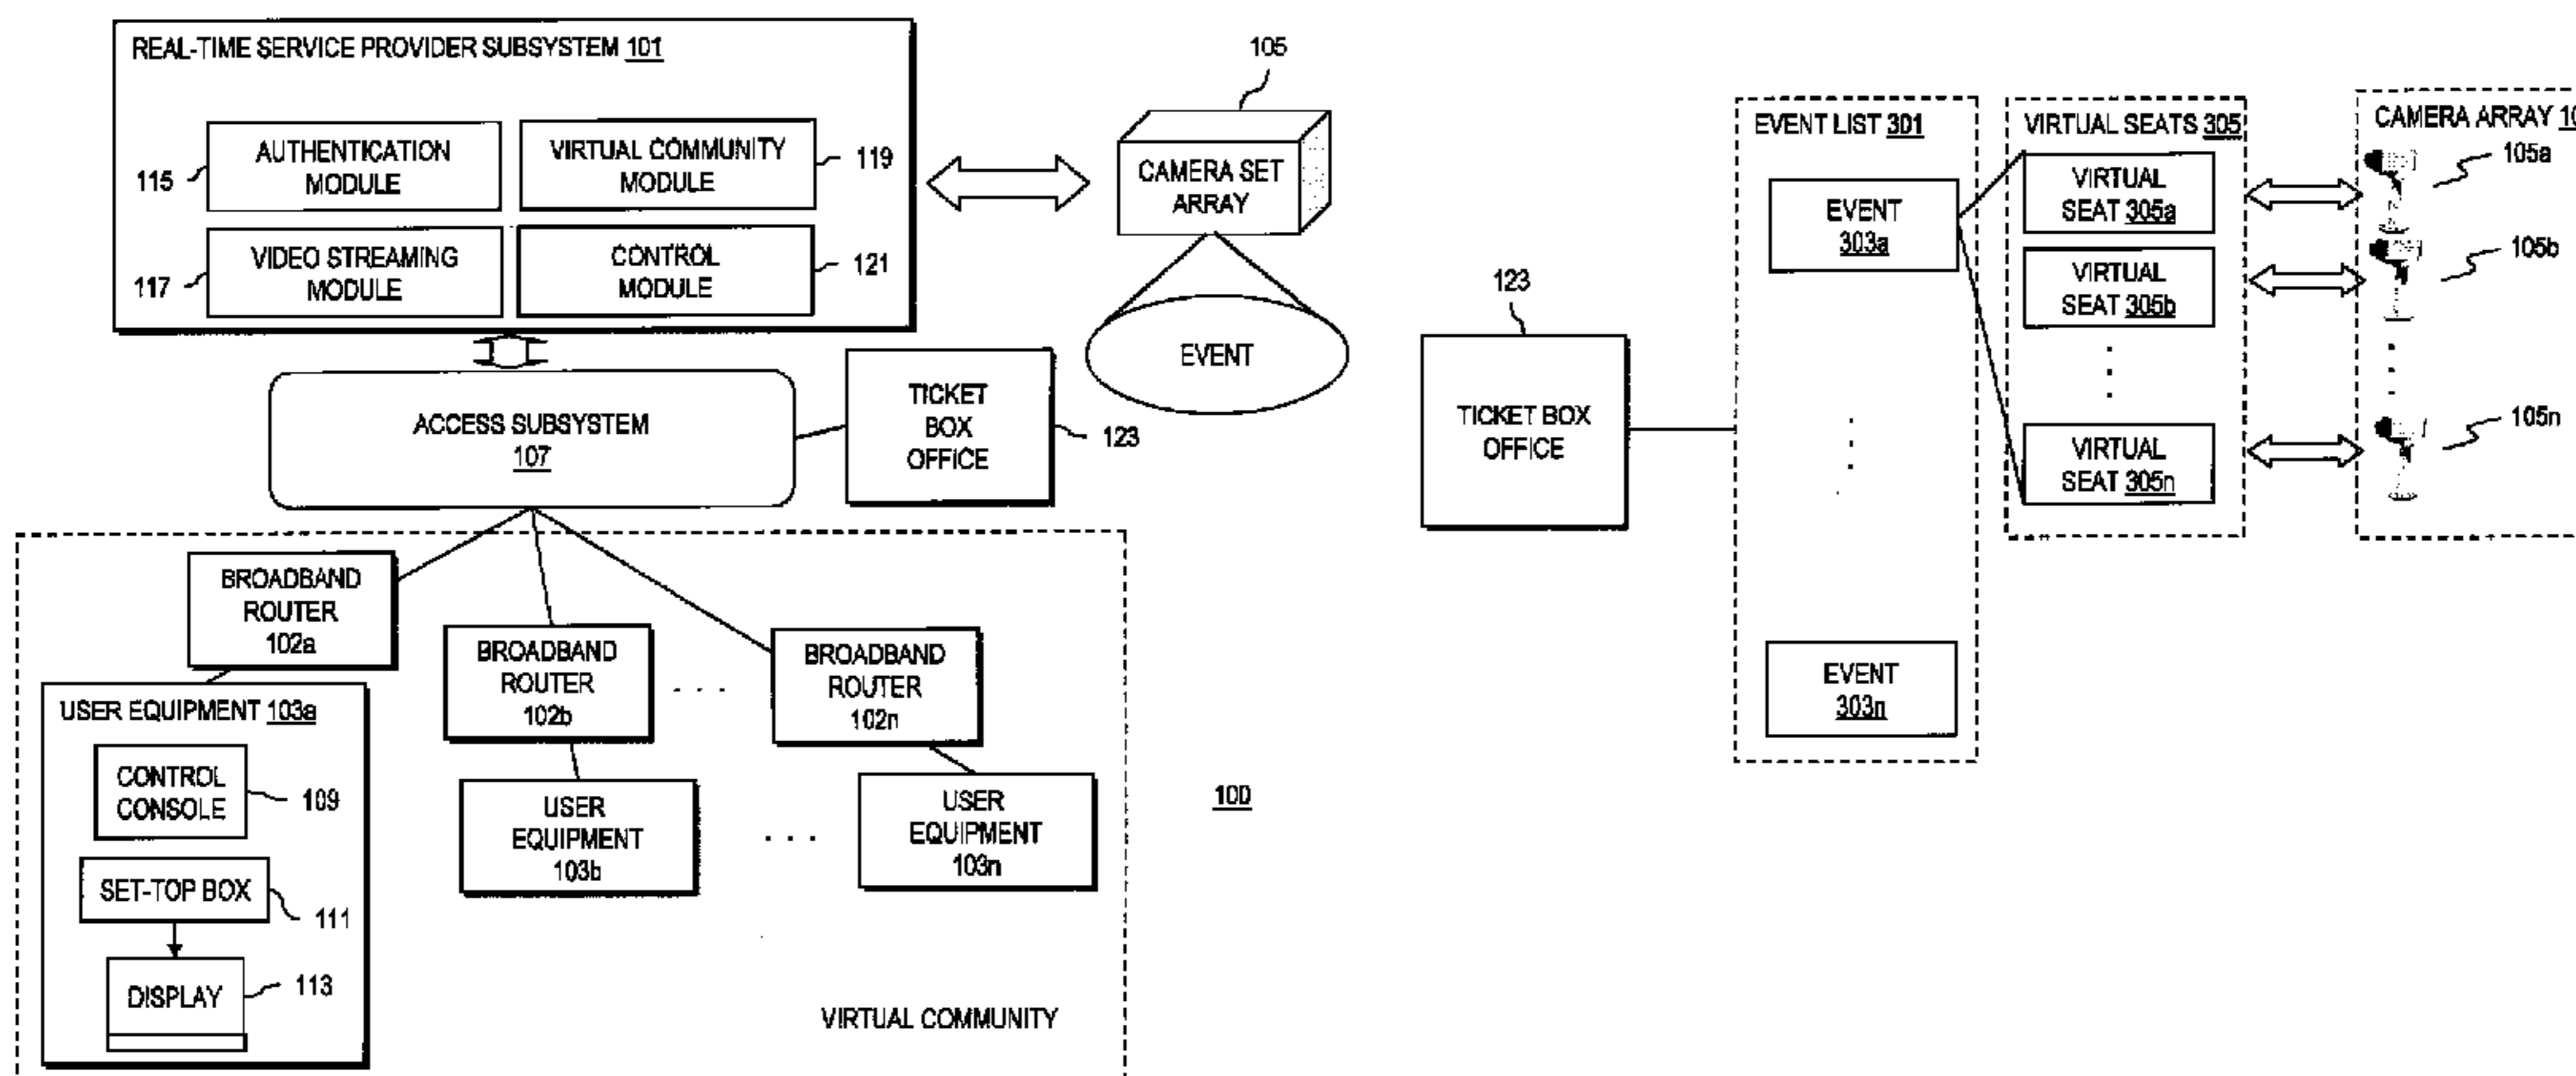 REAL-TIME SERVICE PROVIDER SUBSYSTEM 101
AUTHENTICATION
MODULE
115
VIRTUAL COMMUNITY
MODULE
119
VIDEO STREAMING
MODULE
117
CONTROL
MODULE
121
105
CAMERA SET
ARRAY
EVENT
ACCESS SUBSYSTEM
107
TICKET
BOX
OFFICE
123
BROADBAND
ROUTER
102a
BROADBAND
ROUTER
102b
BROADBAND
ROUTER
102n
USER EQUIPMENT 103a
CONTROL
CONSOLE
109
SET-TOP BOX
111
DISPLAY
113
USER
EQUIPMENT
103b
USER
EQUIPMENT
103n
VIRTUAL COMMUNITY
100
123
TICKET BOX
OFFICE
EVENT LIST 301
EVENT
303a
EVENT
303n
VIRTUAL SEATS 305
VIRTUAL
SEAT 305a
VIRTUAL
SEAT 305b
VIRTUAL
SEAT 305n
CAMERA ARRAY
105a
105b
105n